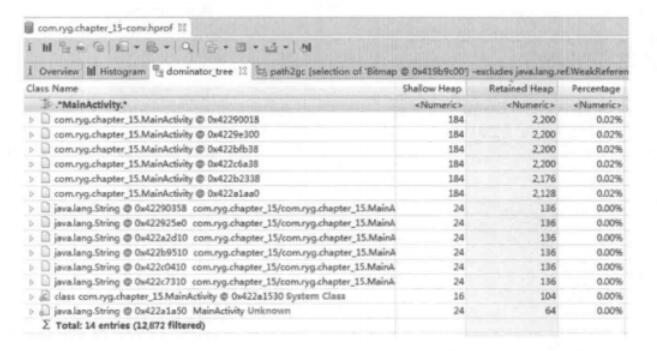 com.ryg.chapter_15-conv.hprof
i Overview Histogram dominator_tree path2gc [selection of 'Bitmap @ 0x419b9c00'] -excludes java.lang.ref.WeakReferen
Class Name Shallow Heap Retained Heap Percentage
.*MainActivity.* <Numeric> <Numeric> <Numeric>
com.ryg.chapter_15.MainActivity @ 0x42290018 184 2,200 0.02%
com.ryg.chapter_15.MainActivity @ 0x4229e300 184 2,200 0.02%
com.ryg.chapter_15.MainActivity @ 0x422bfb38 184 2,200 0.02%
com.ryg.chapter_15.MainActivity @ 0x422c6a38 184 2,200 0.02%
com.ryg.chapter_15.MainActivity @ 0x422b2338 184 2,176 0.02%
com.ryg.chapter_15.MainActivity @ 0x422a1aa0 184 2,128 0.02%
java.lang.String @ 0x42290358 com.ryg.chapter_15/com.ryg.chapter_15.MainA 24 136 0.00%
java.lang.String @ 0x422925e0 com.ryg.chapter_15/com.ryg.chapter_15.MainA 24 136 0.00%
java.lang.String @ 0x422a2d10 com.ryg.chapter_15/com.ryg.chapter_15.MainA 24 136 0.00%
java.lang.String @ 0x422b9510 com.ryg.chapter_15/com.ryg.chapter_15.MainA 24 136 0.00%
java.lang.String @ 0x422c0410 com.ryg.chapter_15/com.ryg.chapter_15.MainA 24 136 0.00%
java.lang.String @ 0x422c7310 com.ryg.chapter_15/com.ryg.chapter_15.MainA 24 136 0.00%
class com.ryg.chapter_15.MainActivity @ 0x422a1530 System Class 16 104 0.00%
java.lang.String @ 0x422a1a50 MainActivity Unknown 24 64 0.00%
Σ Total: 14 entries (12,872 filtered)